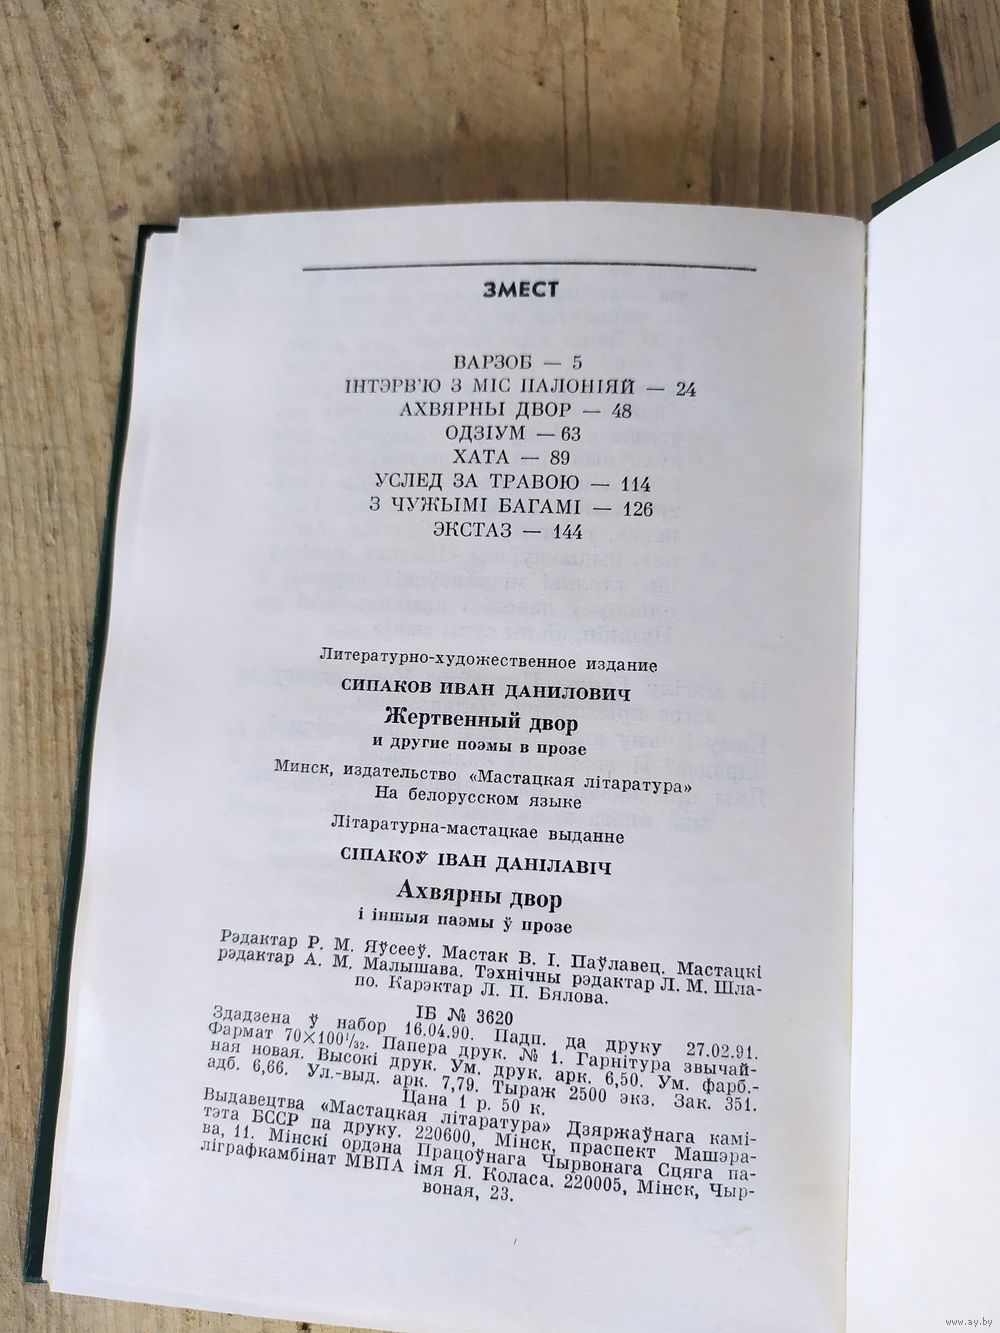 ЗМЕСТ
ВАРЗОБ — 5
ІНТЭРВ'Ю З МІС ПАЛОНІЯЙ — 24
АХВЯРНЫ ДВОР — 48
ОДЗІУМ — 63
ХАТА — 89
УСЛЕД ЗА ТРАВОЮ — 114
З ЧУЖЫМІ БАГАМІ — 126
ЭКСТАЗ — 144
Литературно-художественное издание
СИПАКОВ ИВАН ДАНИЛОВИЧ
Жертвенный двор
и другие поэмы в прозе
Минск, издательство «Мастацкая літаратура»
На белорусском языке
Літаратурна-мастацкае выданне
СІПАКОЎ ІВАН ДАНІЛАВІЧ
Ахвярны двор
і іншыя паэмы ў прозе
Рэдактар Р. М. Яўсееў. Мастак В. І. Паўлавец. Мастацкі
рэдактар А. М. Малышава. Тэхнічны рэдактар Л. М. Шла-
по. Карэктар Л. П. Бялова.
ІБ № 3620
Здадзена ў набор 16.04.90. Падп. да друку 27.02.91.
Фармат 70×100¹/₃₂. Папера друк. № 1. Гарнітура звычай-
ная новая. Высокі друк. Ум. друк. арк. 6,50. Ум. фарб.-
адб. 6,66. Ул.-выд. арк. 7,79. Тыраж 2500 экз. Зак. 351.
Цана 1 р. 50 к.
Выдавецтва «Мастацкая літаратура» Дзяржаўнага камі-
тэта БССР па друку. 220600, Мінск, праспект Машэра-
ва, 11. Мінскі ордэна Працоўнага Чырвонага Сцяга па-
ліграфкамбінат МВПА імя Я. Коласа. 220005, Мінск, Чыр-
воная, 23.
www.ay.by